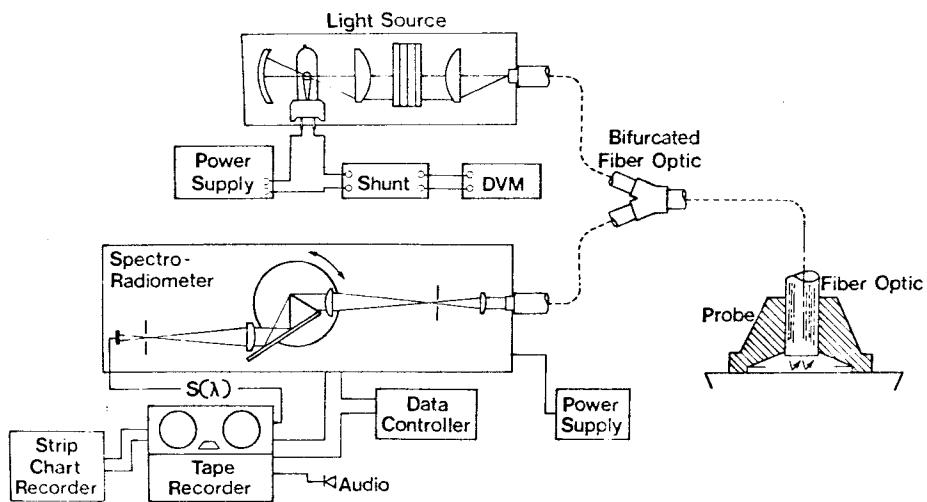 Light Source
Power
Supply
Shunt
DVM
Bifurcated
Fiber Optic
Spectro-
Radiometer
Fiber Optic
Probe
S(λ)
Data
Controller
Power
Supply
Strip
Chart
Recorder
Tape
Recorder
Audio